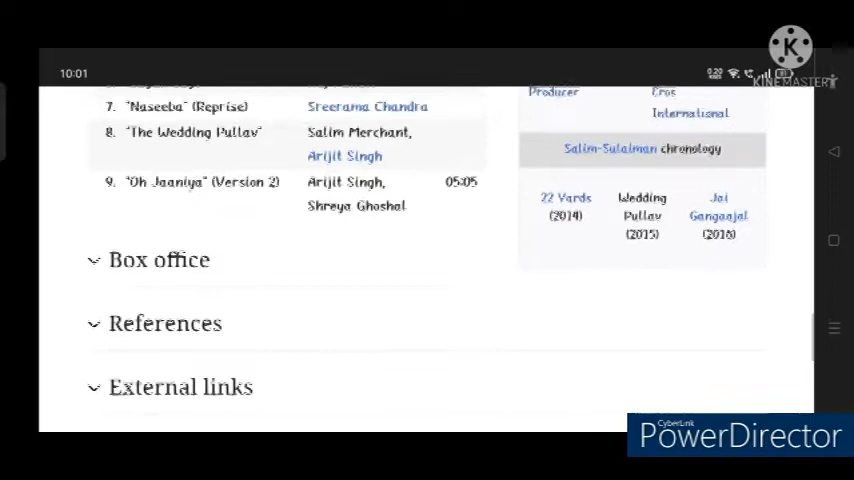 10:01
KINEMASTER
7. "Naseeba" (Reprise) Sreerama Chandra
8. "The Wedding Pullav" Salim Merchant,
Arijit Singh
9. "Oh Jaaniya" (Version 2) Arijit Singh, 05:05
Shreya Ghoshal
Producer Eros
International
Salim-Sulaiman chronology
22 Yards
(2014)
Wedding
Pullav
(2015)
Jai
Gangaajal
(2016)
Box office
References
External links
CyberLink
PowerDirector